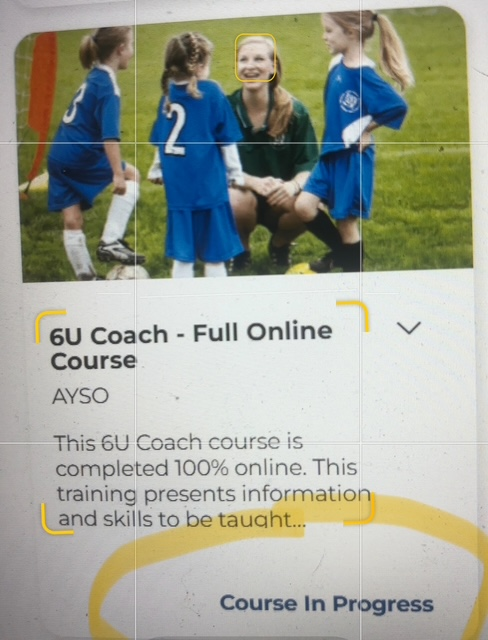 3
2
6U Coach - Full Online
Course
AYSO
This 6U Coach course is
completed 100% online. This
training presents information
and skills to be taught...
Course In Progress